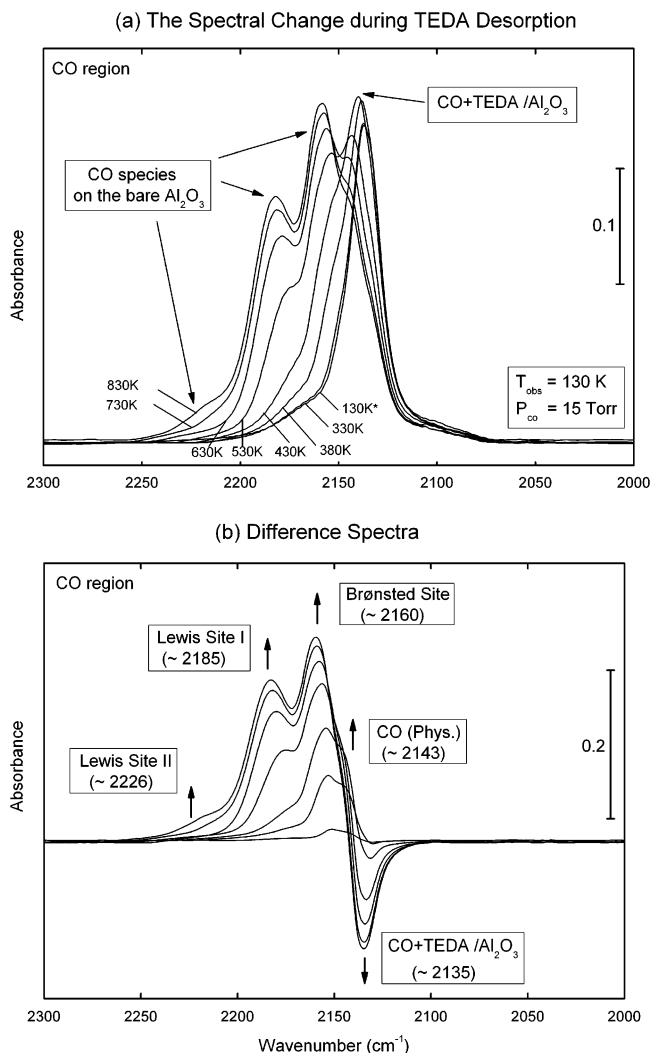 (a) The Spectral Change during TEDA Desorption
CO region
CO+TEDA /Al₂O₃
CO species
on the bare Al₂O₃
0.1
Absorbance
830K
730K
630K
530K
430K
380K
330K
130K*
T_obs = 130 K
P_co = 15 Torr
2300 2250 2200 2150 2100 2050 2000
(b) Difference Spectra
CO region
Brønsted Site
(~ 2160)
Lewis Site I
(~ 2185)
CO (Phys.)
(~ 2143)
0.2
Lewis Site II
(~ 2226)
Absorbance
CO+TEDA /Al₂O₃
(~ 2135)
2300 2250 2200 2150 2100 2050 2000
Wavenumber (cm⁻¹)